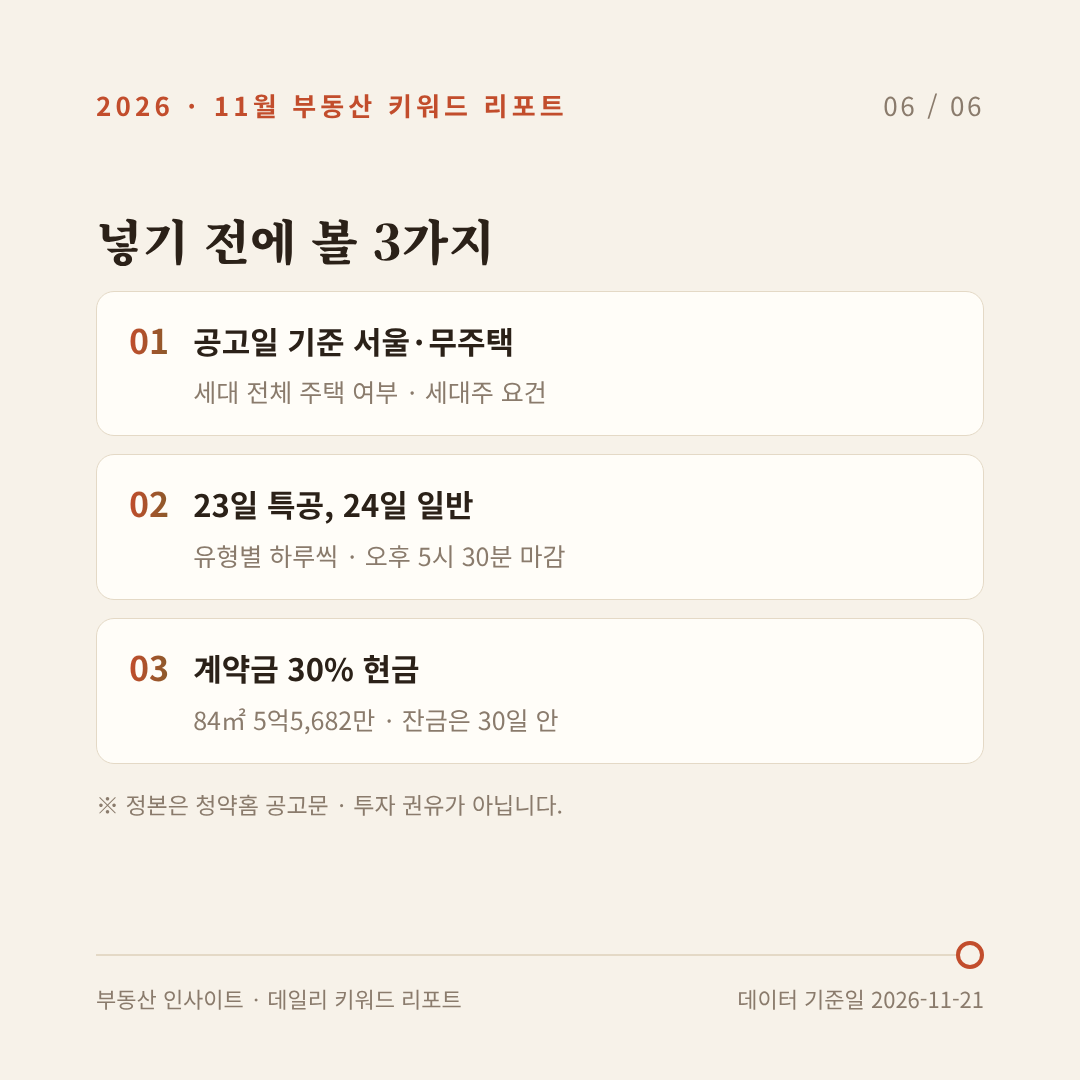 2026 · 11월 부동산 키워드 리포트
06 / 06
넣기 전에 볼 3가지
01 공고일 기준 서울·무주택
세대 전체 주택 여부 · 세대주 요건
02 23일 특공, 24일 일반
유형별 하루씩 · 오후 5시 30분 마감
03 계약금 30% 현금
84㎡ 5억5,682만 · 잔금은 30일 안
※ 정본은 청약홈 공고문 · 투자 권유가 아닙니다.
부동산 인사이트 · 데일리 키워드 리포트
데이터 기준일 2026-11-21